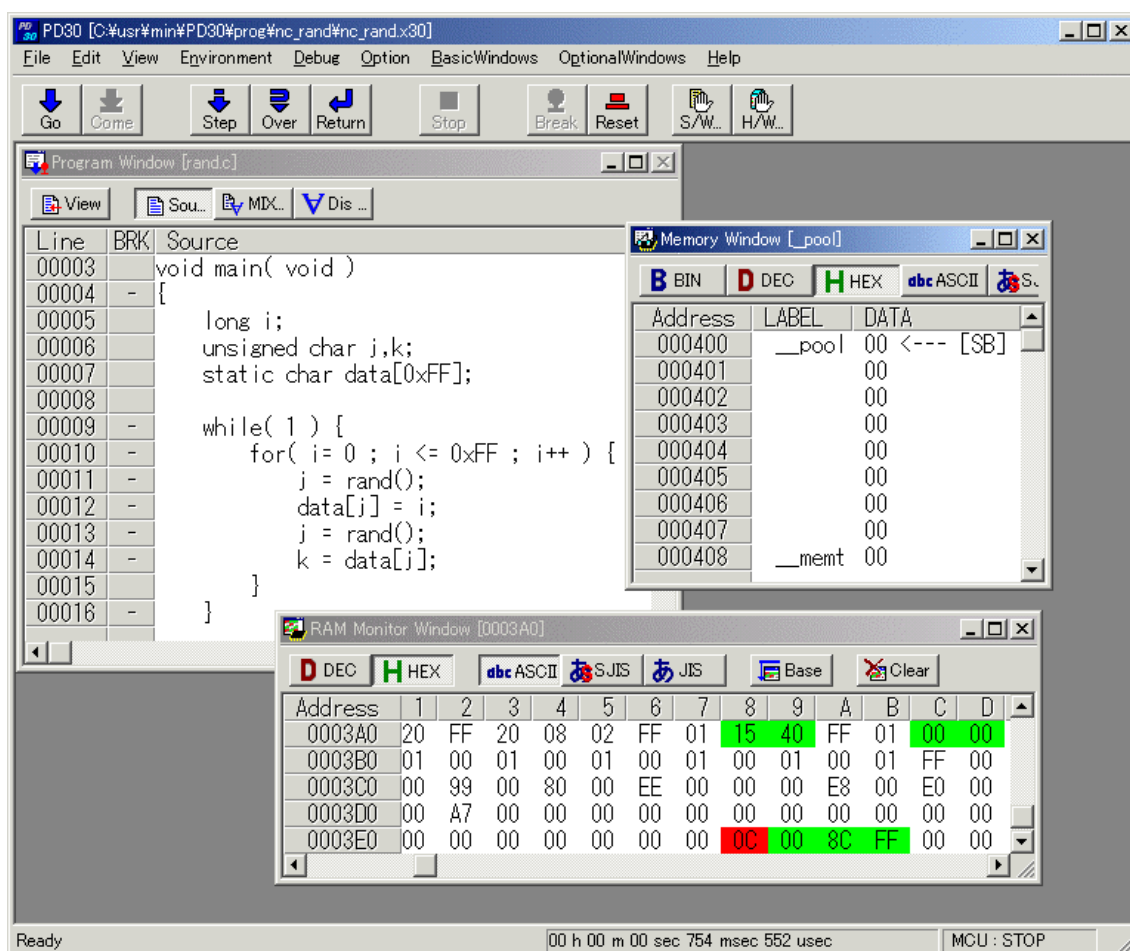 PD30 [C:¥usr¥min¥PD30¥prog¥nc_rand¥nc_rand.x30]
File Edit View Environment Debug Option BasicWindows OptionalWindows Help
Go Come Step Over Return Stop Break Reset S/W... H/W...
Program Window [rand.c]
View Sou... MIX... Dis ...
Line BRK Source
00003 void main( void )
00004 - {
00005 long i;
00006 unsigned char j,k;
00007 static char data[0xFF];
00008
00009 - while( 1 ) {
00010 - for( i= 0 ; i <= 0xFF ; i++ ) {
00011 - j = rand();
00012 - data[j] = i;
00013 - j = rand();
00014 - k = data[j];
00015 }
00016 - }
Memory Window [_pool]
B BIN D DEC H HEX abc ASCII あS S.
Address LABEL DATA
000400 __pool 00 <--- [SB]
000401 00
000402 00
000403 00
000404 00
000405 00
000406 00
000407 00
000408 __memt 00
RAM Monitor Window [0003A0]
D DEC H HEX abc ASCII あS SJIS あ JIS Base Clear
Address 1 2 3 4 5 6 7 8 9 A B C D
0003A0 20 FF 20 08 02 FF 01 15 40 FF 01 00 00
0003B0 01 00 01 00 01 00 01 00 01 00 01 FF 00
0003C0 00 99 00 80 00 EE 00 00 00 E8 00 E0 00
0003D0 00 A7 00 00 00 00 00 00 00 00 00 00 00
0003E0 00 00 00 00 00 00 00 0C 00 8C FF 00 00
Ready 00 h 00 m 00 sec 754 msec 552 usec MCU : STOP